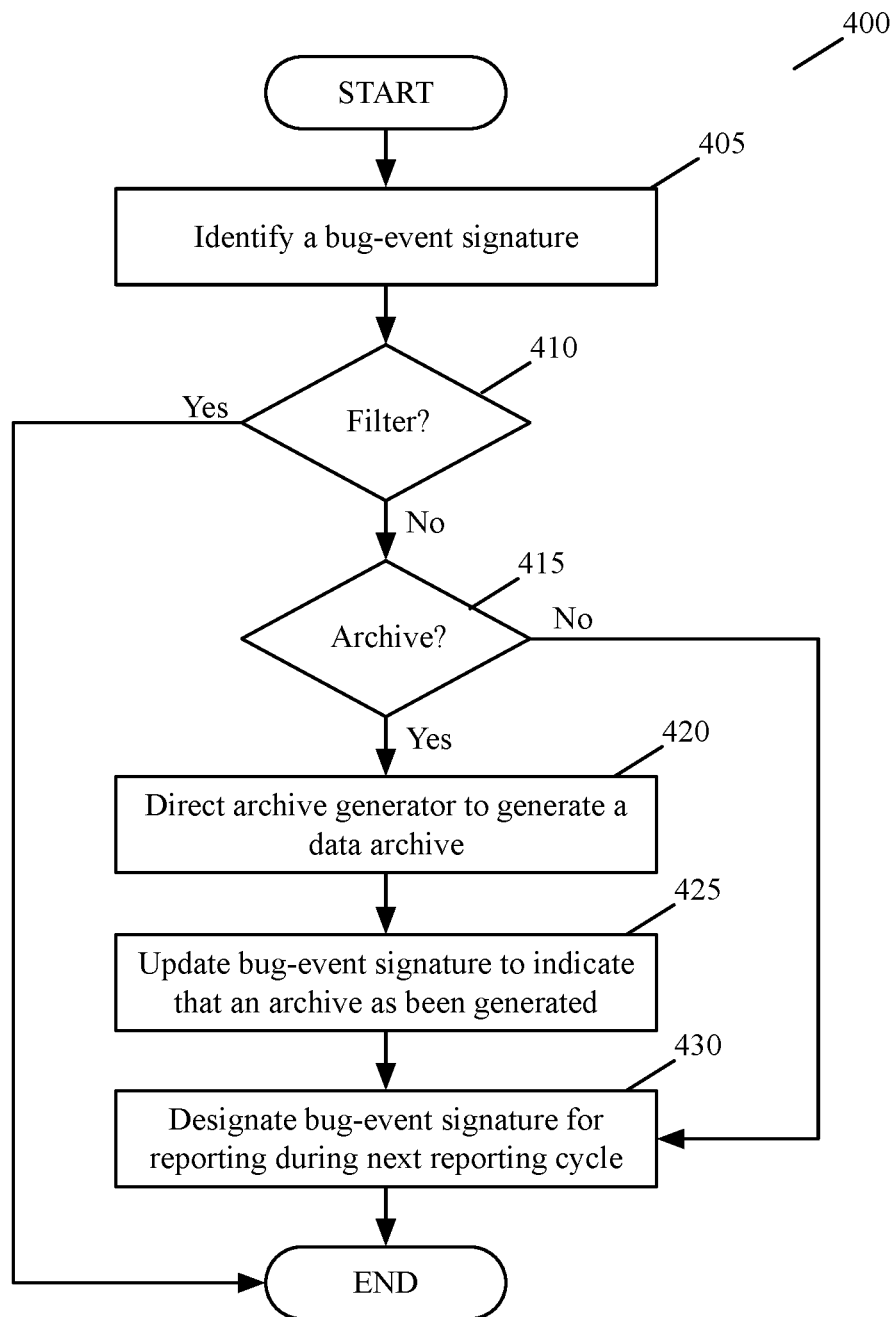 400
START
405
Identify a bug-event signature
410
Yes
Filter?
No
415
Archive?
No
Yes
420
Direct archive generator to generate a
data archive
425
Update bug-event signature to indicate
that an archive as been generated
430
Designate bug-event signature for
reporting during next reporting cycle
END